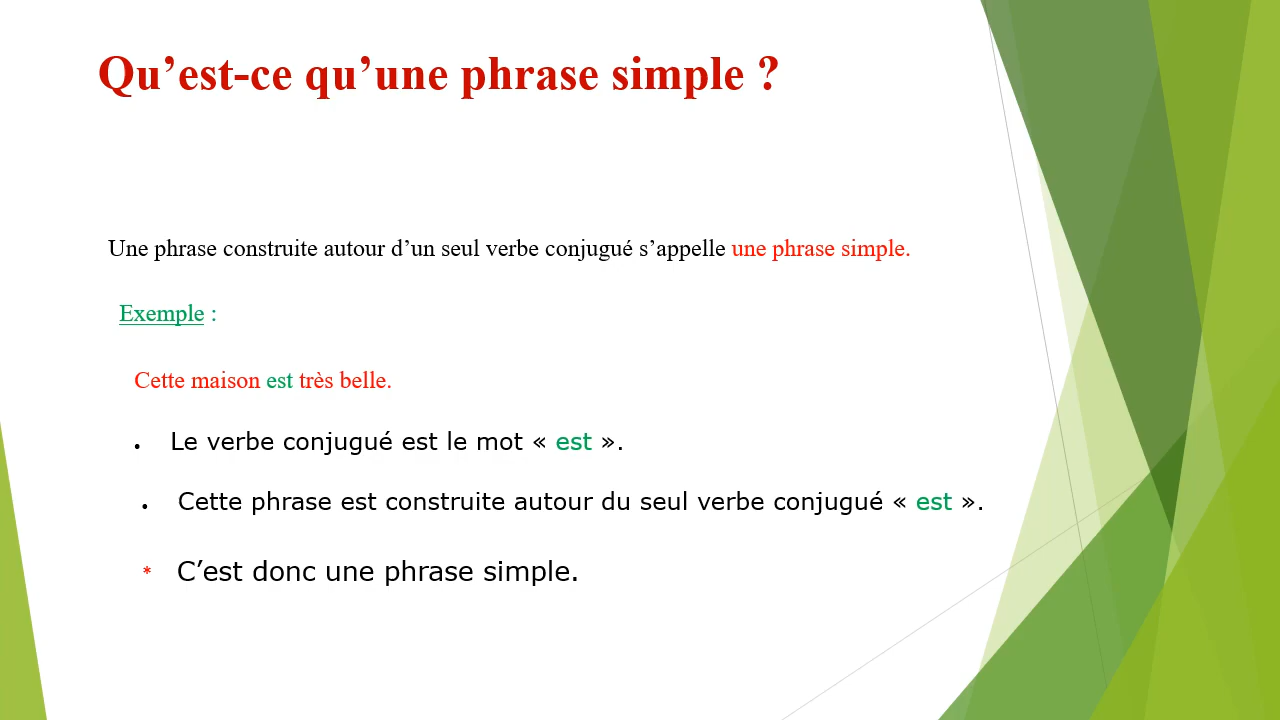 Qu’est-ce qu’une phrase simple ?
Une phrase construite autour d’un seul verbe conjugué s’appelle une phrase simple.
Exemple :
Cette maison est très belle.
• Le verbe conjugué est le mot « est ».
• Cette phrase est construite autour du seul verbe conjugué « est ».
* C’est donc une phrase simple.